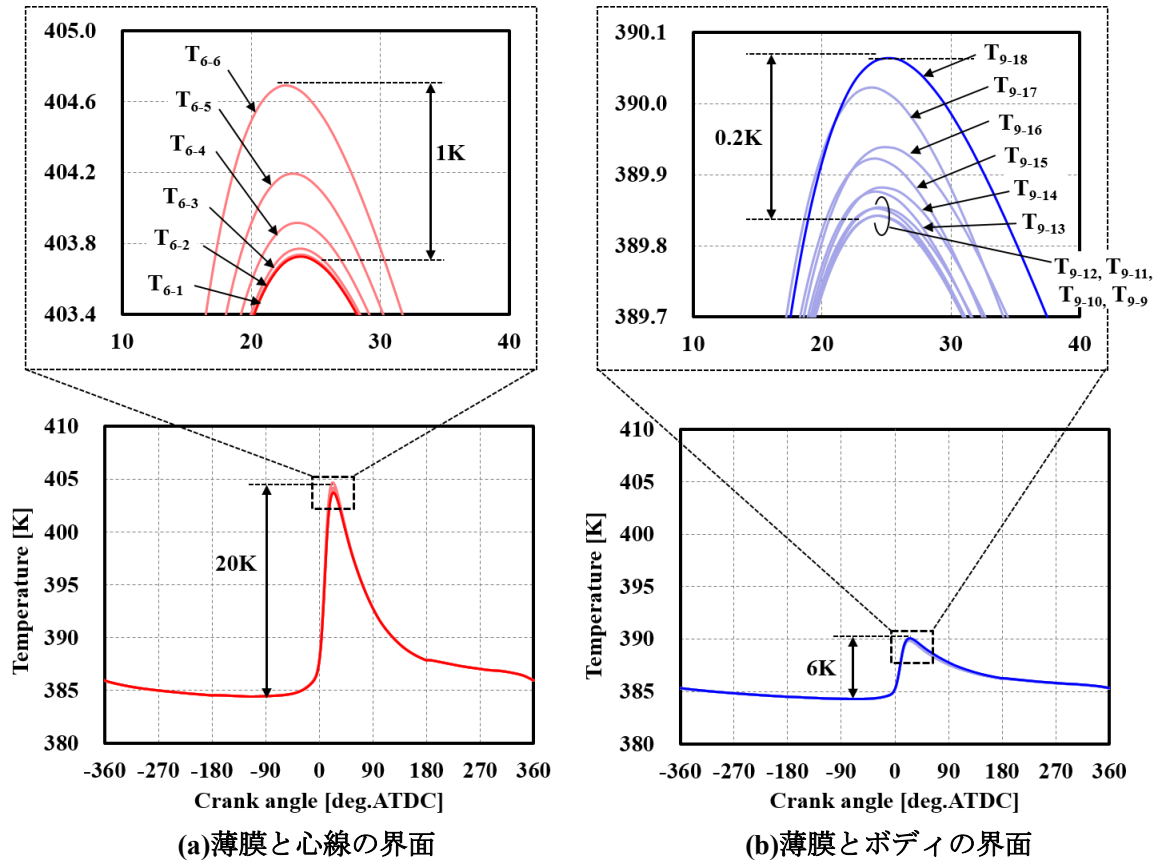 405.0
404.6
404.2
403.8
403.4
10
20
30
40
T6-6
T6-5
T6-4
T6-3
T6-2
T6-1
1K
390.1
390.0
389.9
389.8
389.7
10
20
30
40
0.2K
T9-18
T9-17
T9-16
T9-15
T9-14
T9-13
T9-12, T9-11,
T9-10, T9-9
Temperature [K]
410
405
400
395
390
385
380
20K
-360 -270 -180 -90 0 90 180 270 360
Crank angle [deg.ATDC]
(a)薄膜と心線の界面
Temperature [K]
410
405
400
395
390
385
380
6K
-360 -270 -180 -90 0 90 180 270 360
Crank angle [deg.ATDC]
(b)薄膜とボディの界面